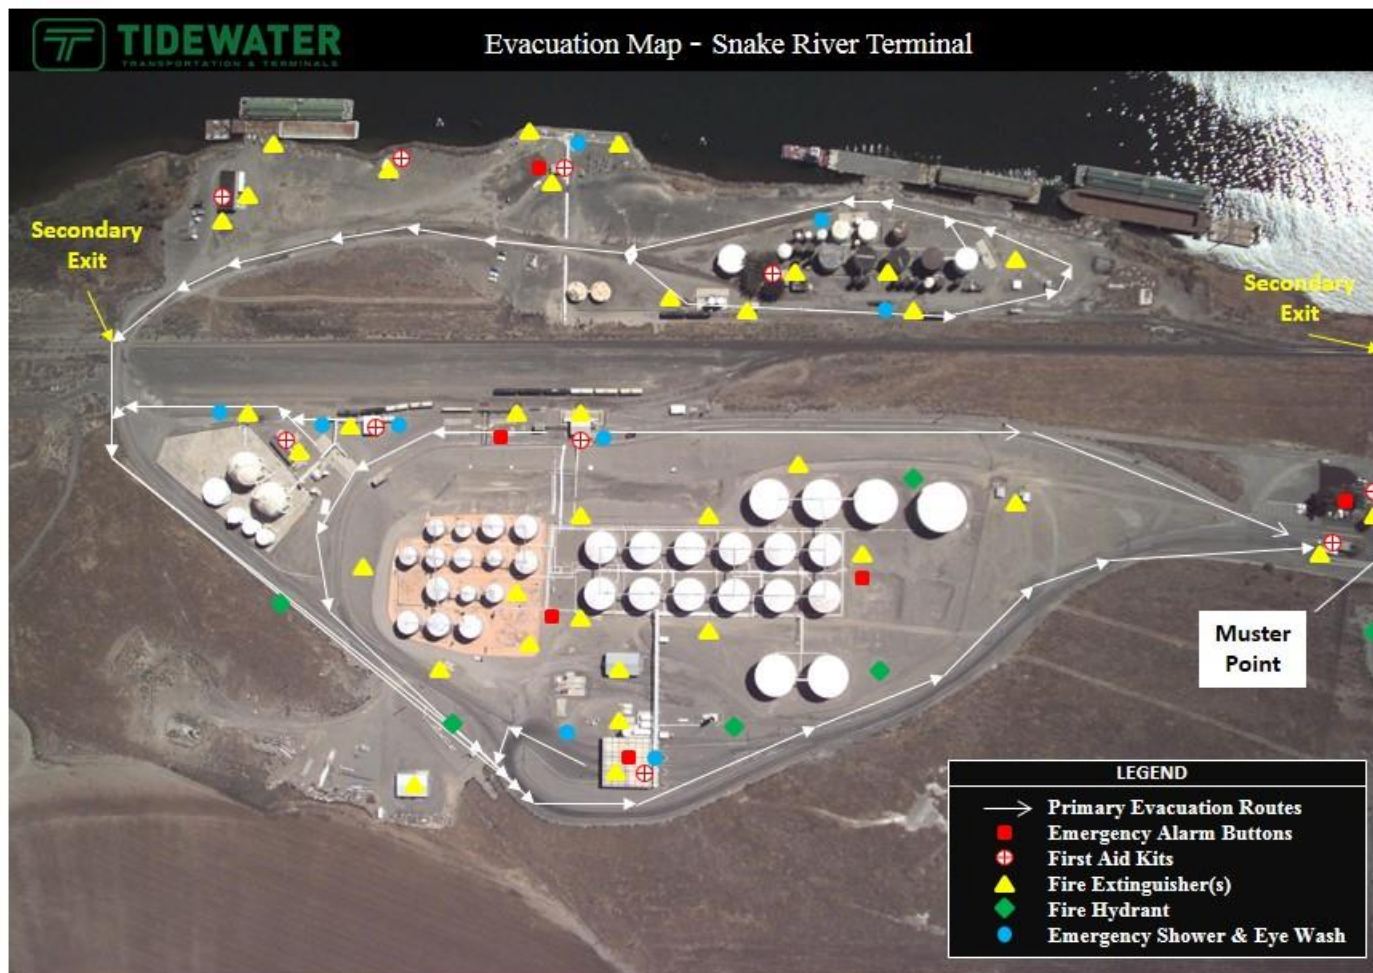 TIDEWATER
TRANSPORTATION & TERMINALS
Evacuation Map - Snake River Terminal
Secondary
Exit
Secondary
Exit
Muster
Point
LEGEND
Primary Evacuation Routes
Emergency Alarm Buttons
First Aid Kits
Fire Extinguisher(s)
Fire Hydrant
Emergency Shower & Eye Wash